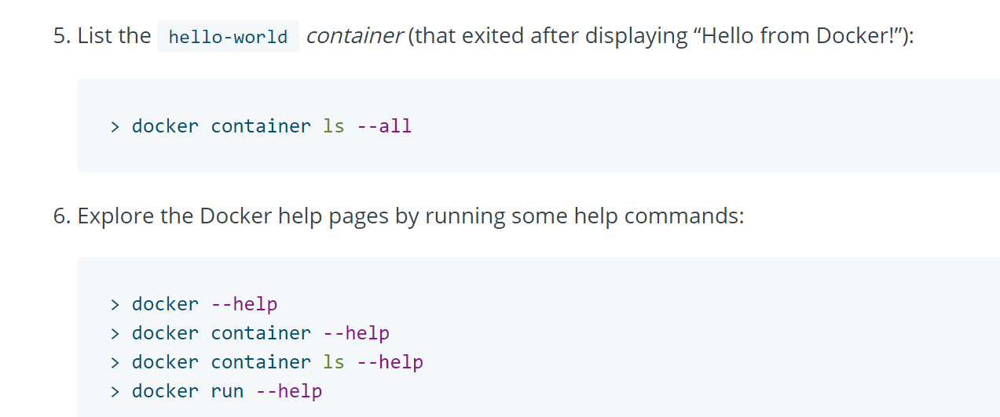 5. List the hello-world container (that exited after displaying “Hello from Docker!”):
> docker container ls --all
6. Explore the Docker help pages by running some help commands:
> docker --help
> docker container --help
> docker container ls --help
> docker run --help